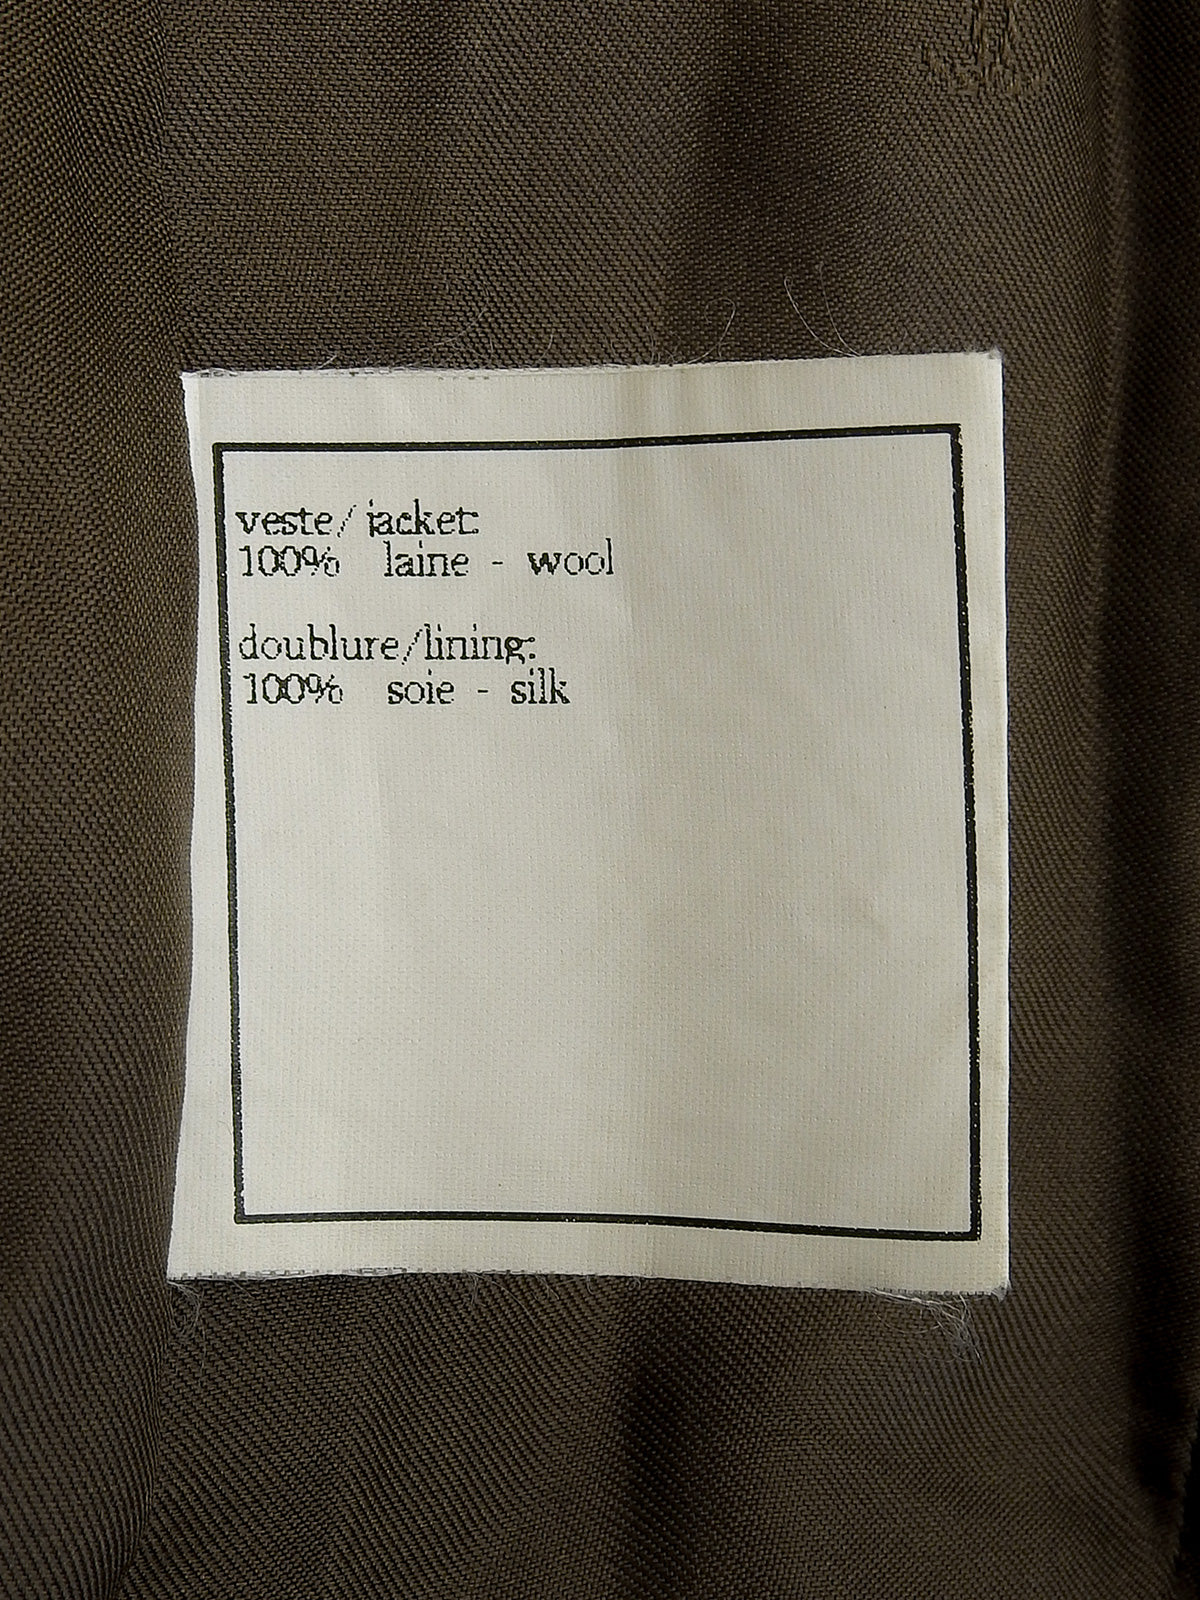 veste/ jacket:
100% laine - wool
doublure/lining:
100% soie - silk